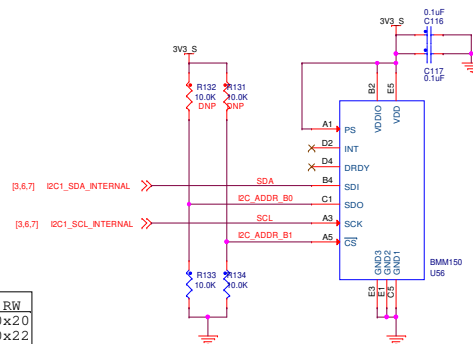 0.1uF
C116
3V3_S
3V3_S
C117
0.1uF
R132
10.0K
DNP
R131
10.0K
DNP
B2
E5
VDDIO
VDD
A1
PS
D2
INT
D4
DRDY
[3,6,7] I2C1_SDA_INTERNAL
SDA
B4
SDI
I2C_ADDR_B0
C1
SDO
[3,6,7] I2C1_SCL_INTERNAL
SCL
A3
SCK
I2C_ADDR_B1
A5
CS
R133
10.0K
R134
10.0K
GND3
GND2
GND1
E3
E1
C5
BMM150
U56
RW
0x20
0x22